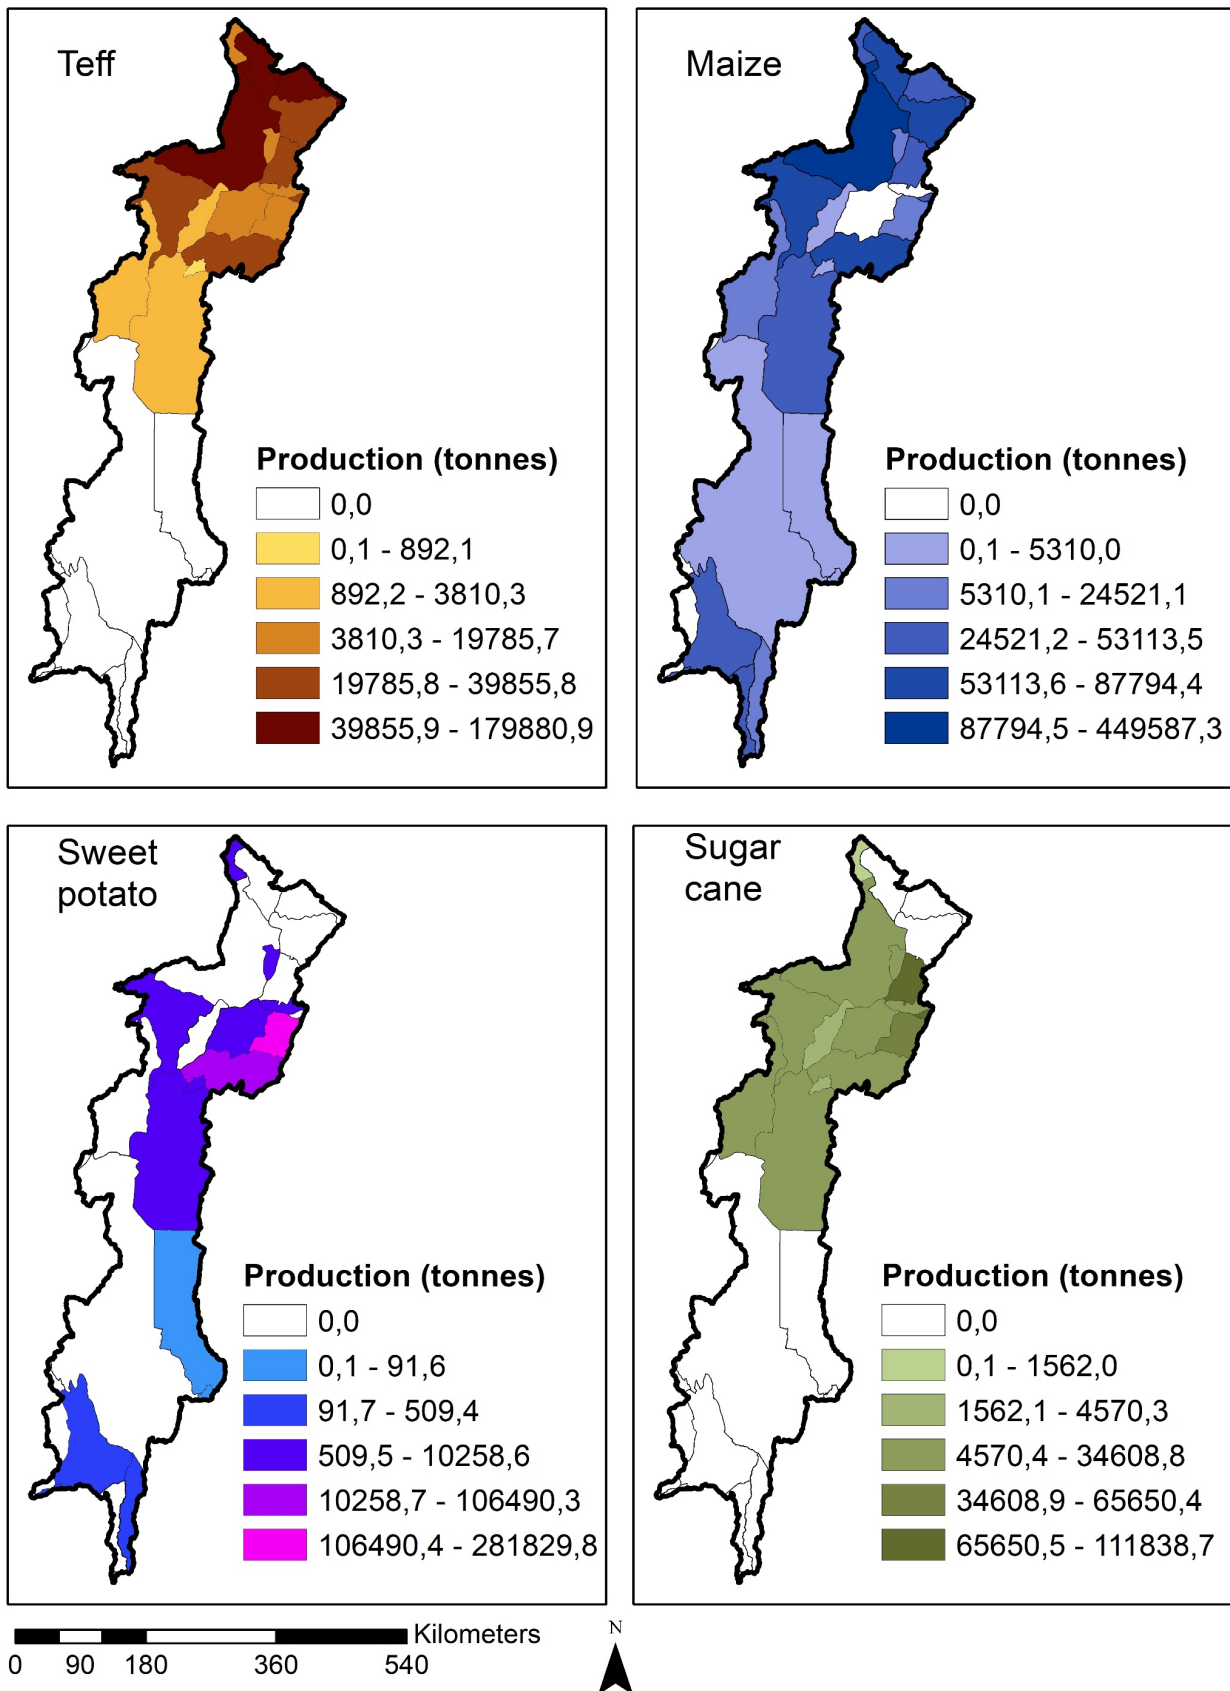 Teff
Production (tonnes)
0,0
0,1 - 892,1
892,2 - 3810,3
3810,3 - 19785,7
19785,8 - 39855,8
39855,9 - 179880,9
Maize
Production (tonnes)
0,0
0,1 - 5310,0
5310,1 - 24521,1
24521,2 - 53113,5
53113,6 - 87794,4
87794,5 - 449587,3
Sweet
potato
Production (tonnes)
0,0
0,1 - 91,6
91,7 - 509,4
509,5 - 10258,6
10258,7 - 106490,3
106490,4 - 281829,8
Sugar
cane
Production (tonnes)
0,0
0,1 - 1562,0
1562,1 - 4570,3
4570,4 - 34608,8
34608,9 - 65650,4
65650,5 - 111838,7
Kilometers
0 90 180 360 540
N